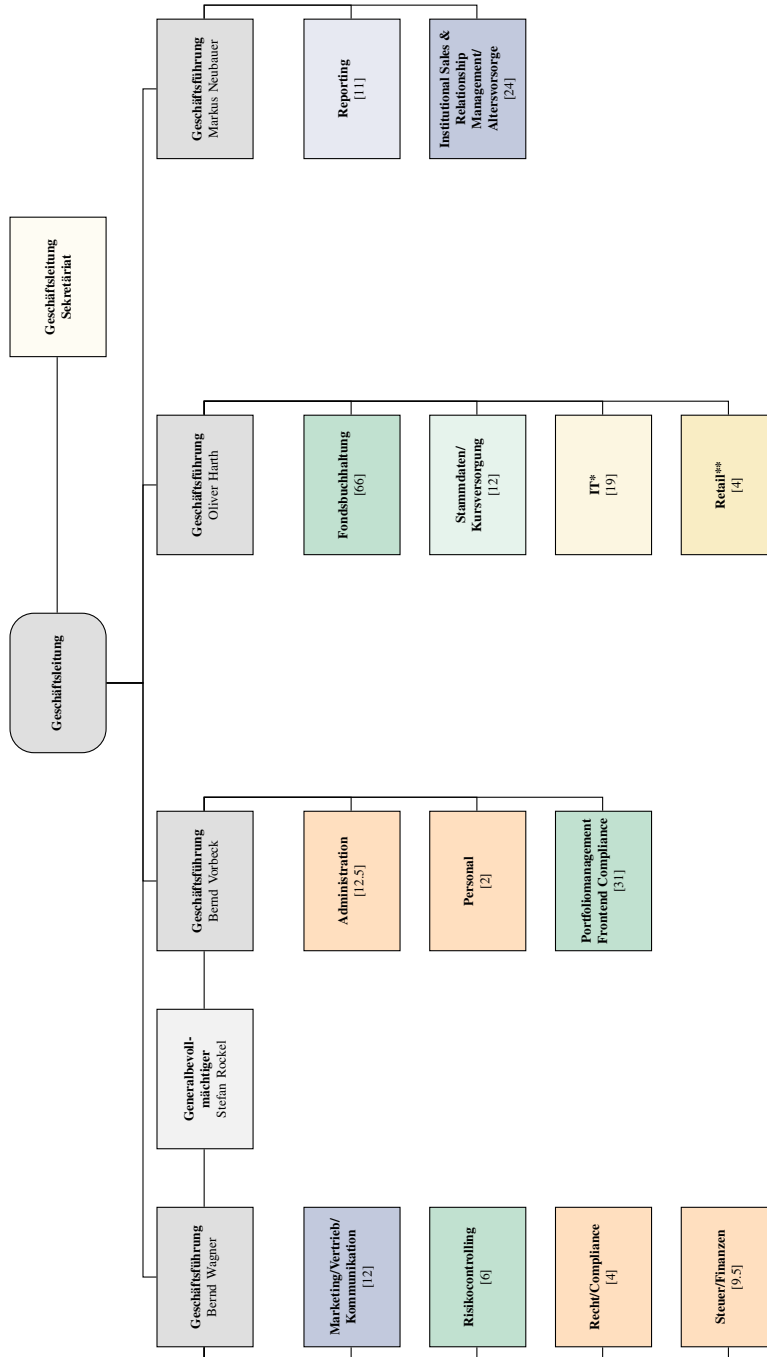 Geschäftsleitung
Geschäftsleitung
Sekretäriat
Geschäftsführung
Bernd Wagner
Generalbevoll-
mächtiger
Stefan Rockel
Geschäftsführung
Bernd Vorbeck
Geschäftsführung
Oliver Harth
Geschäftsführung
Markus Neubauer
Marketing/Vertrieb/
Kommunikation
[12]
Risikocontrolling
[6]
Recht/Compliance
[4]
Steuer/Finanzen
[9.5]
Administration
[12.5]
Personal
[2]
Portfoliomanagement
Frontend Compliance
[31]
Fondsbuchhaltung
[66]
Stammdaten/
Kursversorgung
[12]
IT*
[19]
Retail**
[4]
Reporting
[11]
Institutional Sales &
Relationship
Management/
Altersvorsorge
[24]